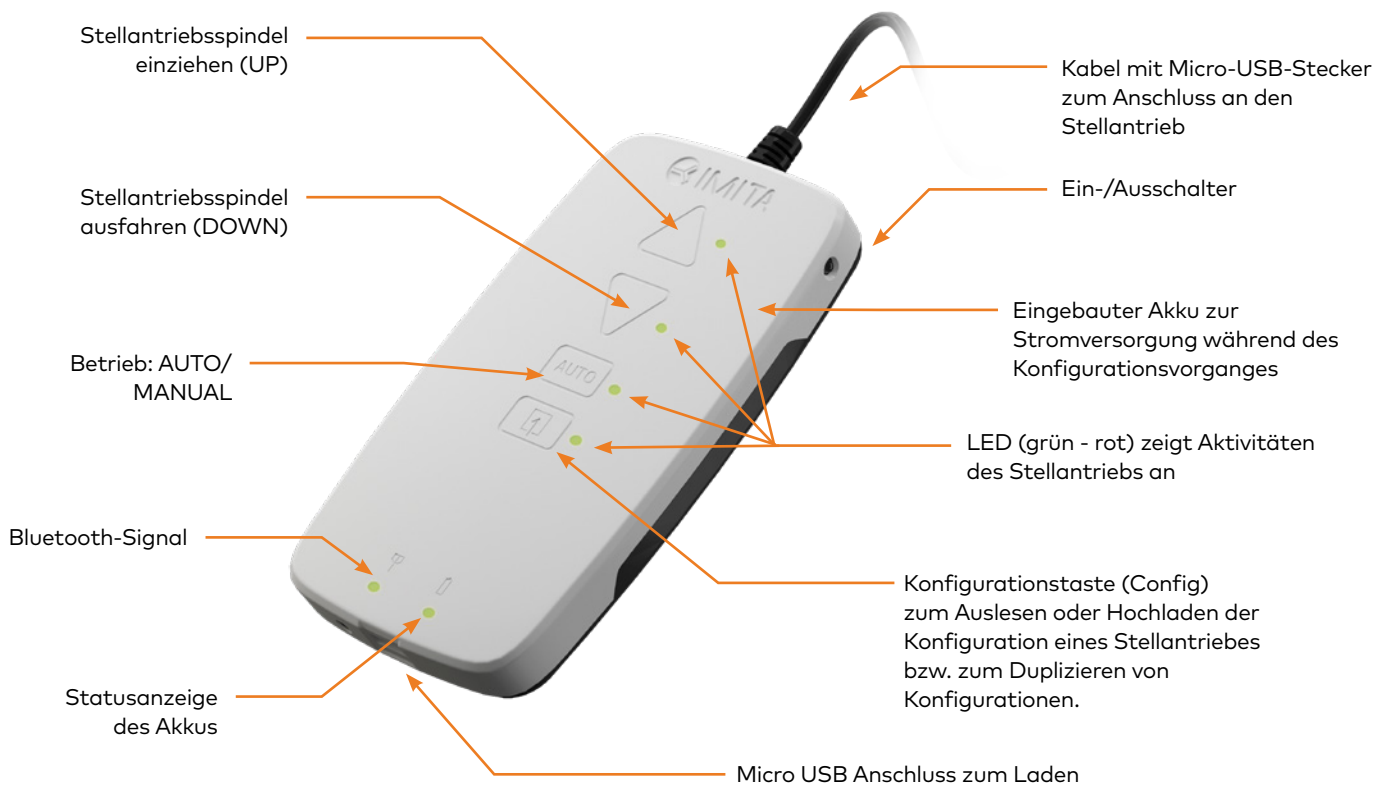 Stellantriebsspindel
einziehen (UP)
Kabel mit Micro-USB-Stecker
zum Anschluss an den
Stellantrieb
IMITA
Stellantriebsspindel
ausfahren (DOWN)
Ein-/Ausschalter
Eingebauter Akku zur
Stromversorgung während des
Konfigurationsvorganges
Betrieb: AUTO/
MANUAL
AUTO
1
LED (grün - rot) zeigt Aktivitäten
des Stellantriebs an
Bluetooth-Signal
Konfigurationstaste (Config)
zum Auslesen oder Hochladen der
Konfiguration eines Stellantriebes
bzw. zum Duplizieren von
Konfigurationen.
Statusanzeige
des Akkus
Micro USB Anschluss zum Laden